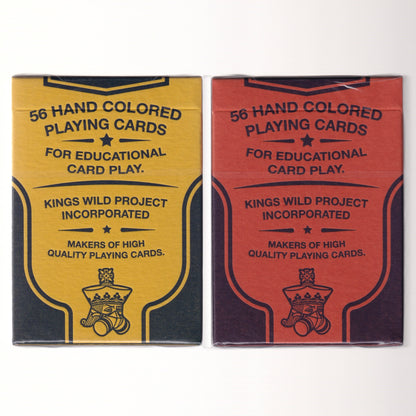 56 HAND COLORED
PLAYING CARDS
FOR EDUCATIONAL
CARD PLAY.
KINGS WILD PROJECT
INCORPORATED
MAKERS OF HIGH
QUALITY PLAYING CARDS.
56 HAND COLORED
PLAYING CARDS
FOR EDUCATIONAL
CARD PLAY.
KINGS WILD PROJECT
INCORPORATED
MAKERS OF HIGH
QUALITY PLAYING CARDS.